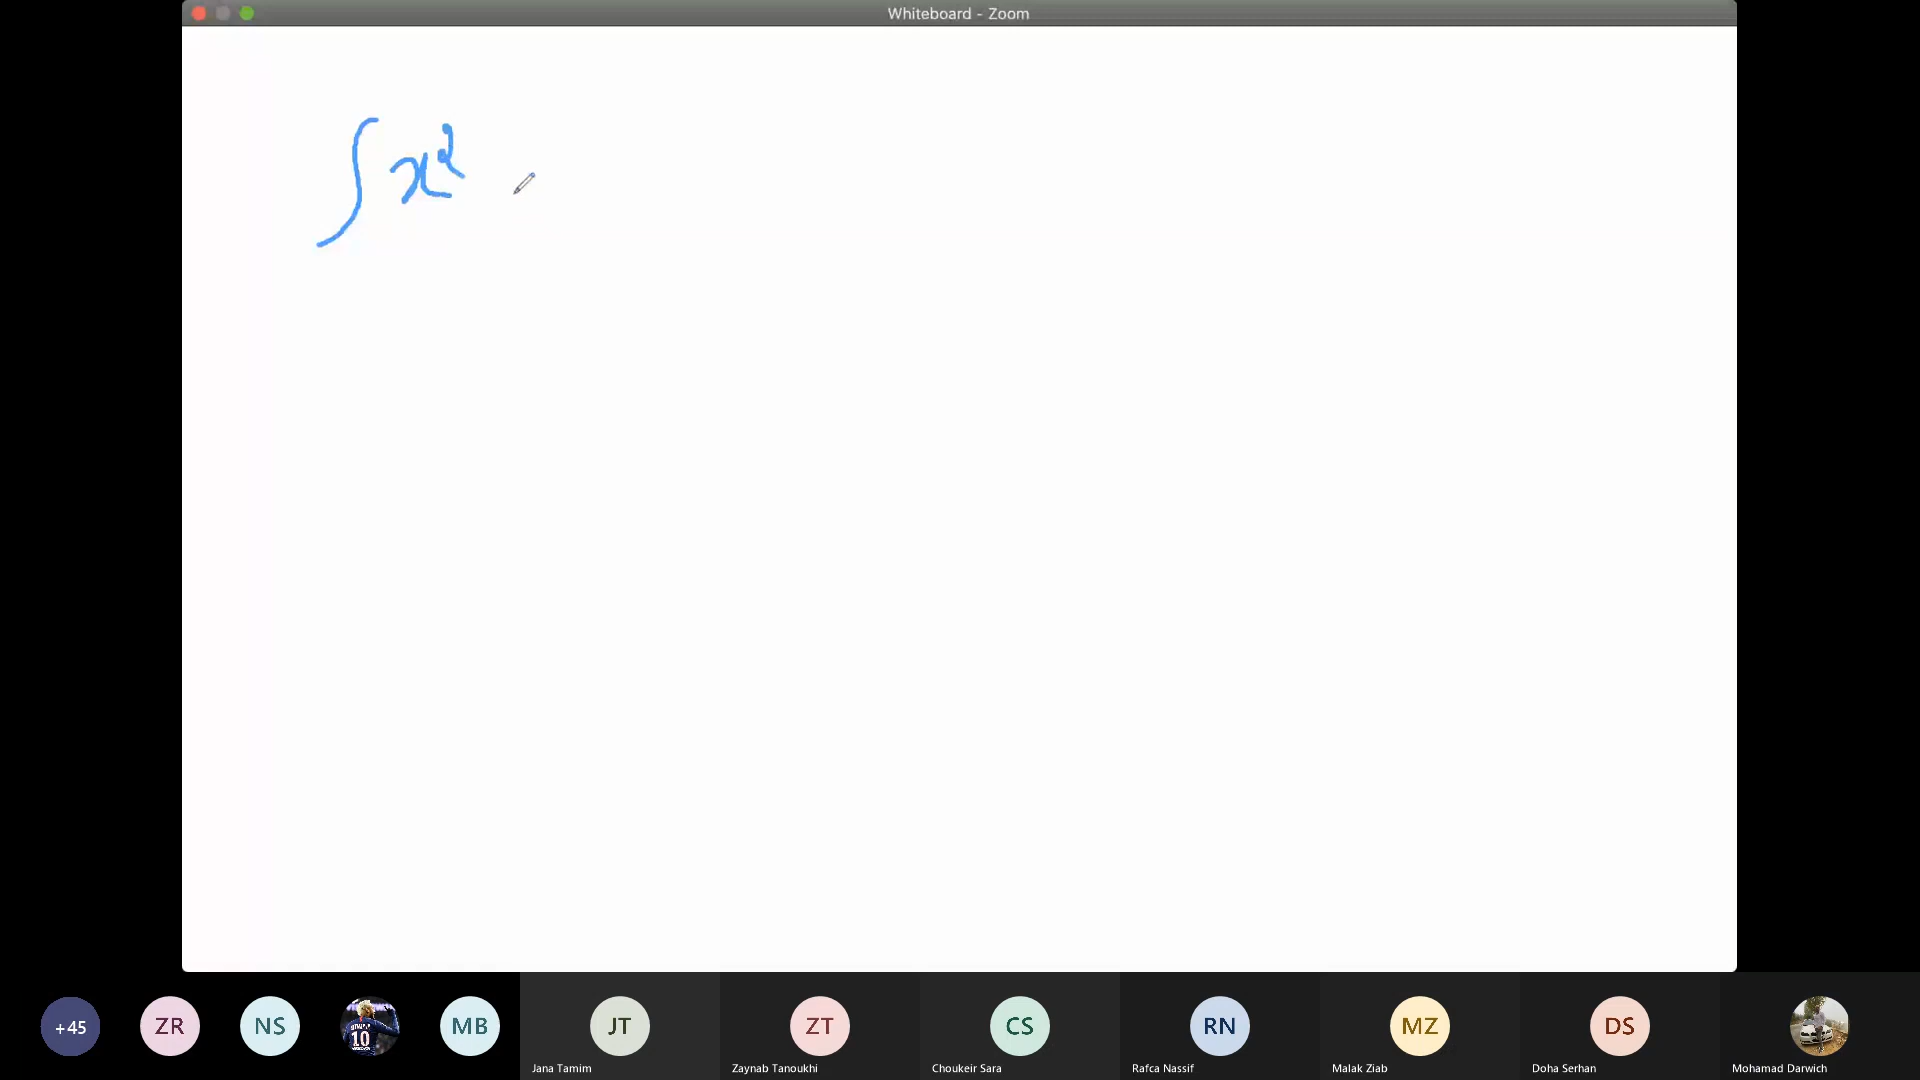 Whiteboard - Zoom
∫ x²
+45
ZR
NS
10
MB
JT
ZT
CS
RN
MZ
DS
Jana Tamim
Zaynab Tanoukhi
Choukeir Sara
Rafca Nassif
Malak Ziab
Doha Serhan
Mohamad Darwich